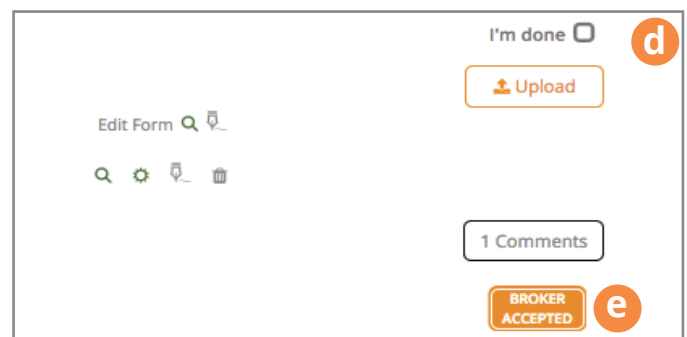 I'm done
d
Upload
Edit Form
1 Comments
BROKER
ACCEPTED
e